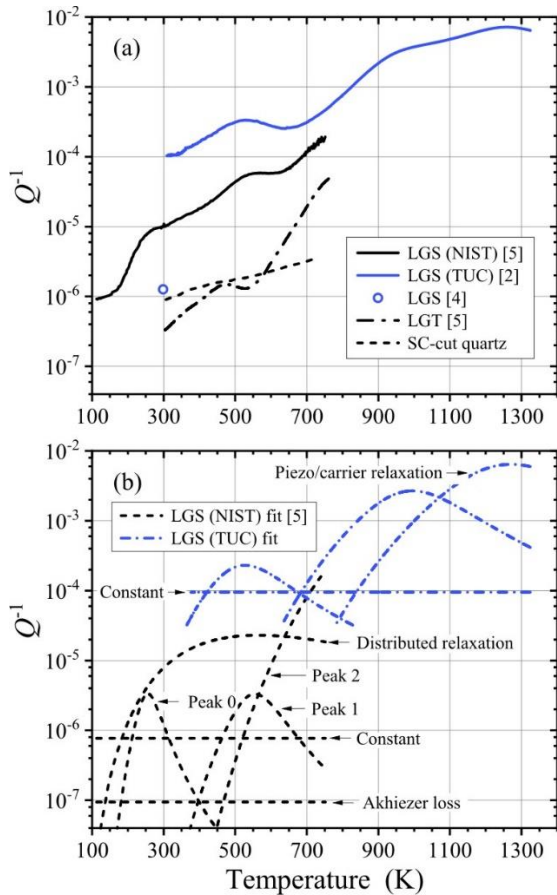 10⁻²
(a)
10⁻³
10⁻⁴
Q⁻¹
10⁻⁵
LGS (NIST) [5]
LGS (TUC) [2]
10⁻⁶
LGS [4]
LGT [5]
SC-cut quartz
10⁻⁷
100 300 500 700 900 1100 1300
10⁻²
(b)
Piezo/carrier relaxation
LGS (NIST) fit [5]
LGS (TUC) fit
10⁻³
Constant
10⁻⁴
Q⁻¹
Distributed relaxation
10⁻⁵
Peak 2
Peak 0
Peak 1
10⁻⁶
Constant
Akhiezer loss
10⁻⁷
100 300 500 700 900 1100 1300
Temperature (K)